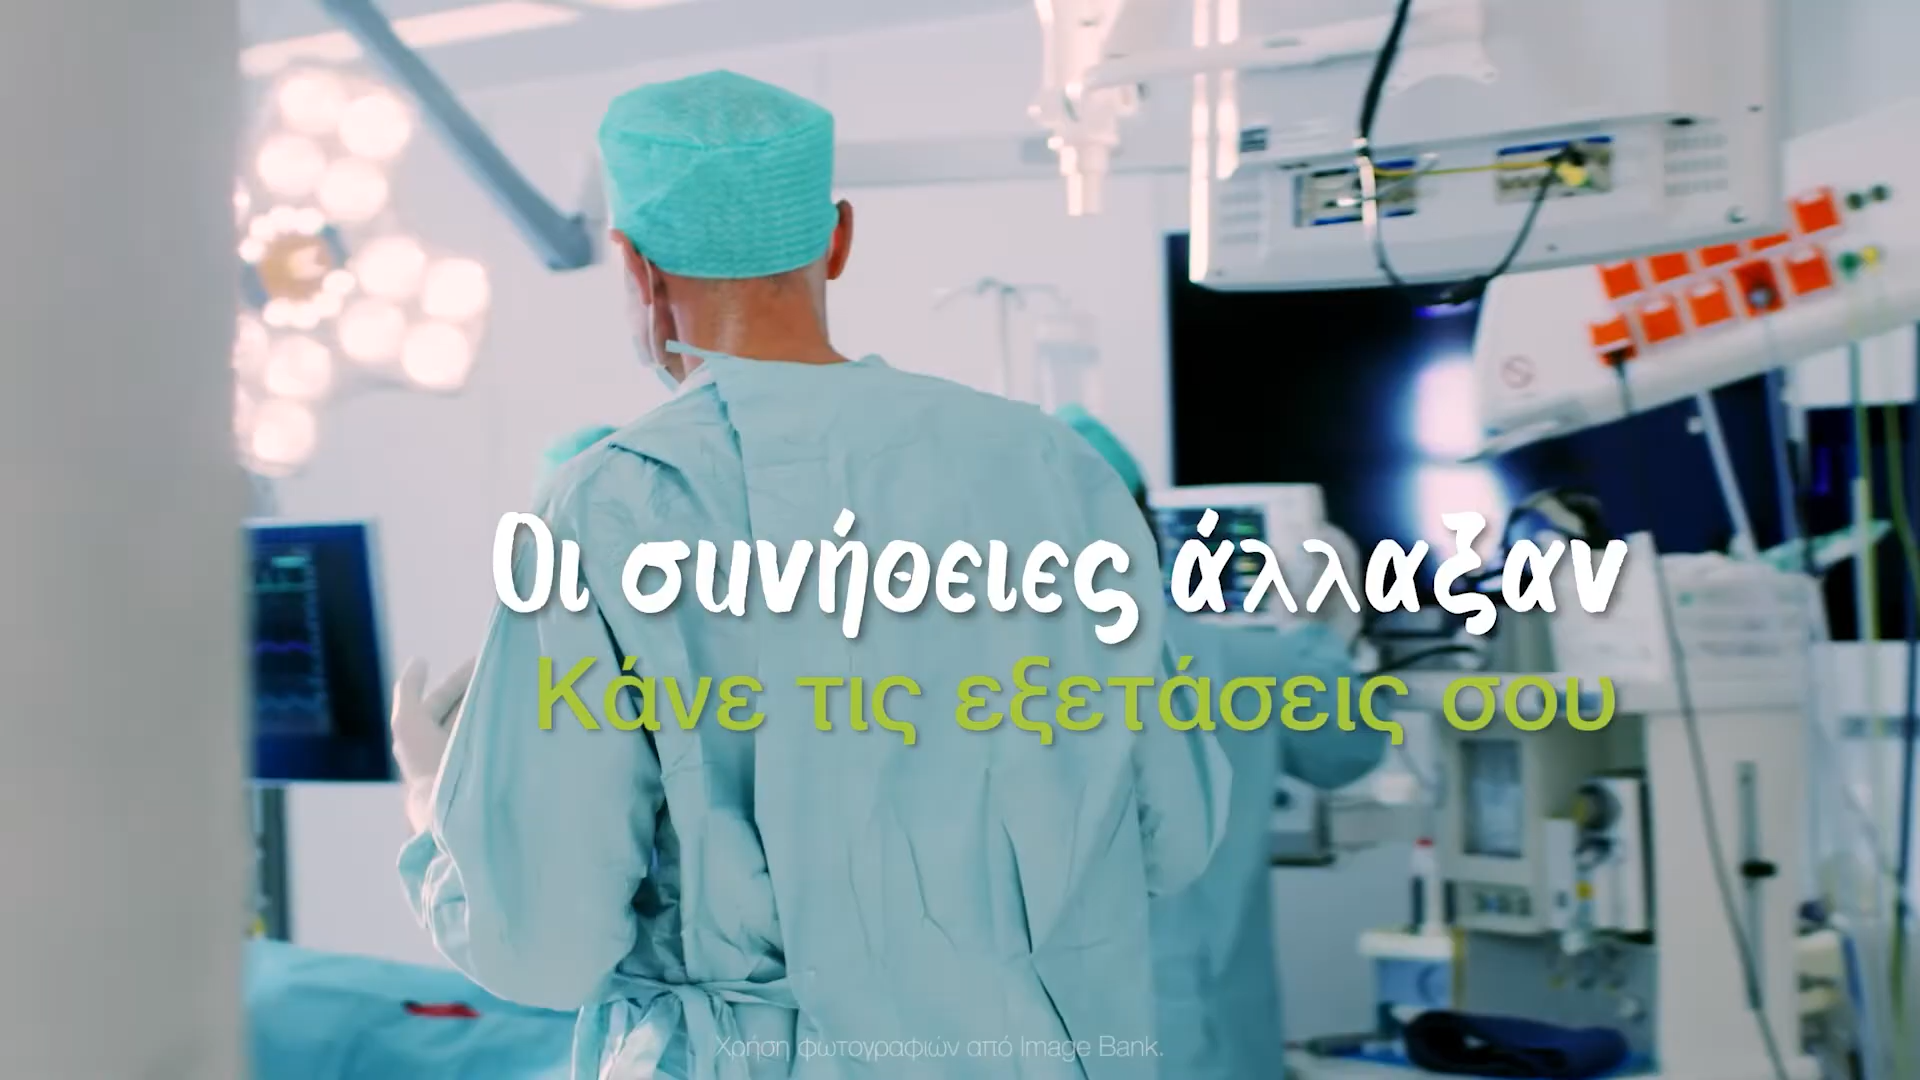 Οι συνήθειες άλλαξαν
Κάνε τις εξετάσεις σου
Χρήση φωτογραφιών από Image Bank.